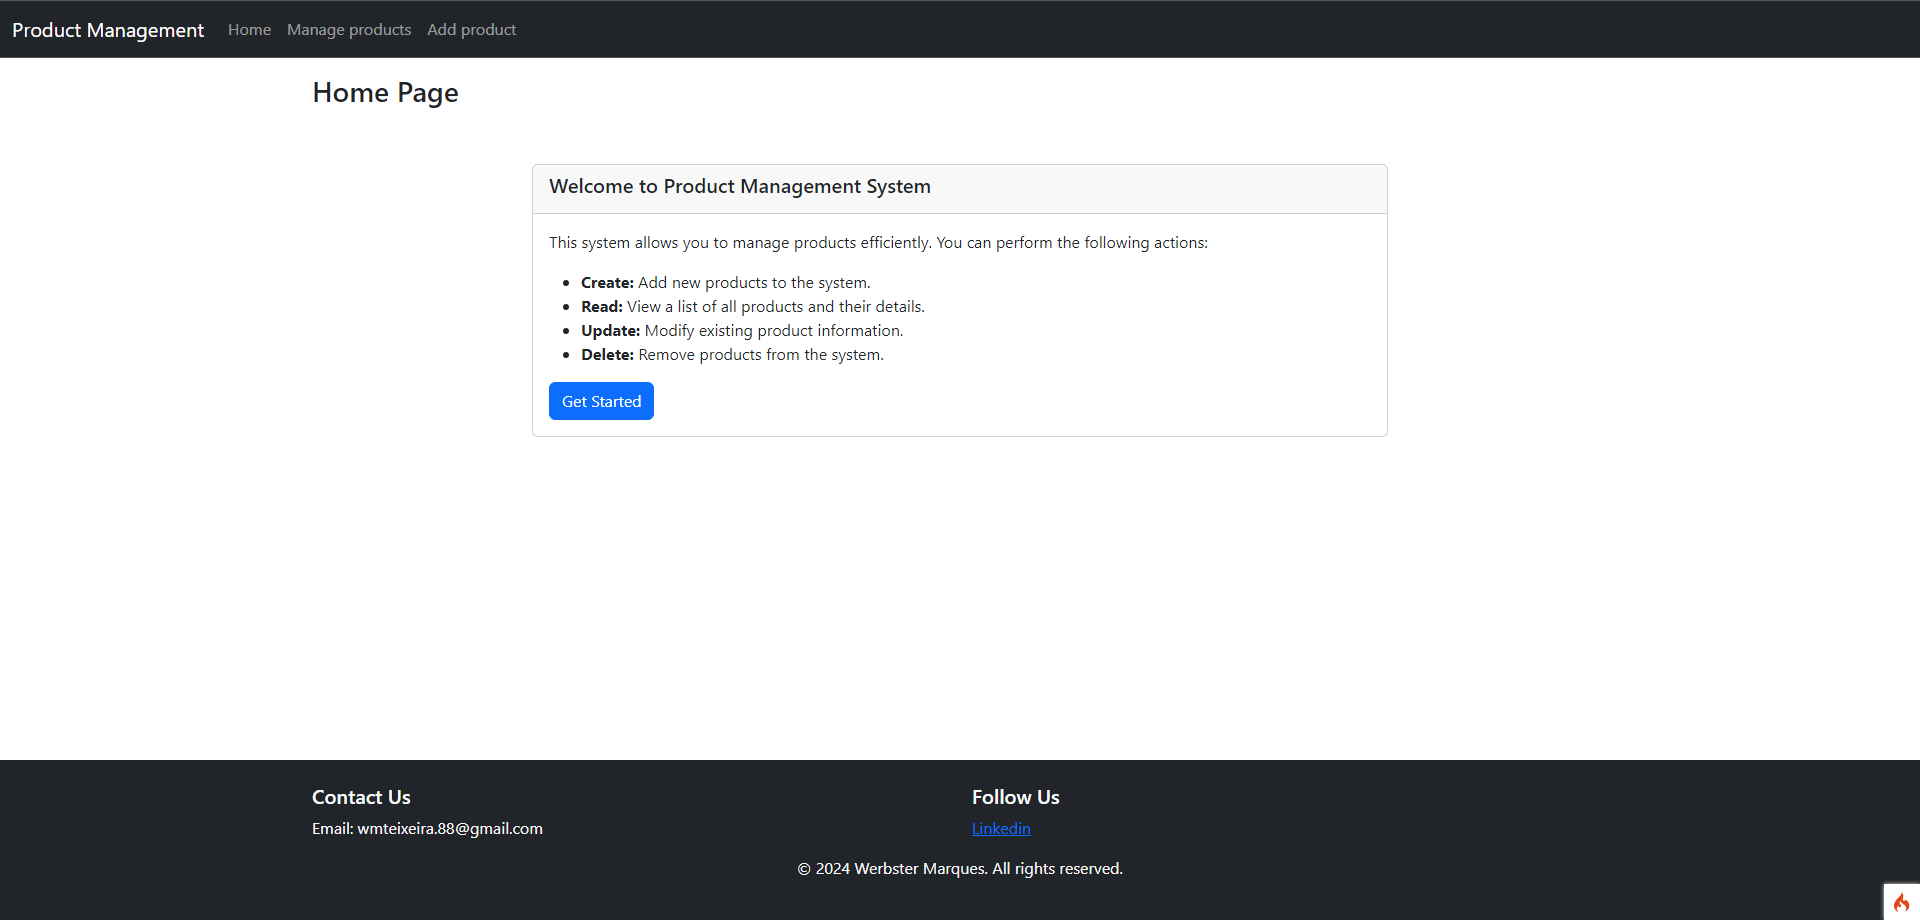 Product Management Home Manage products Add product
Home Page
Welcome to Product Management System
This system allows you to manage products efficiently. You can perform the following actions:
Create: Add new products to the system.
Read: View a list of all products and their details.
Update: Modify existing product information.
Delete: Remove products from the system.
Get Started
Contact Us
Email: wmteixeira.88@gmail.com
Follow Us
Linkedin
© 2024 Werbster Marques. All rights reserved.